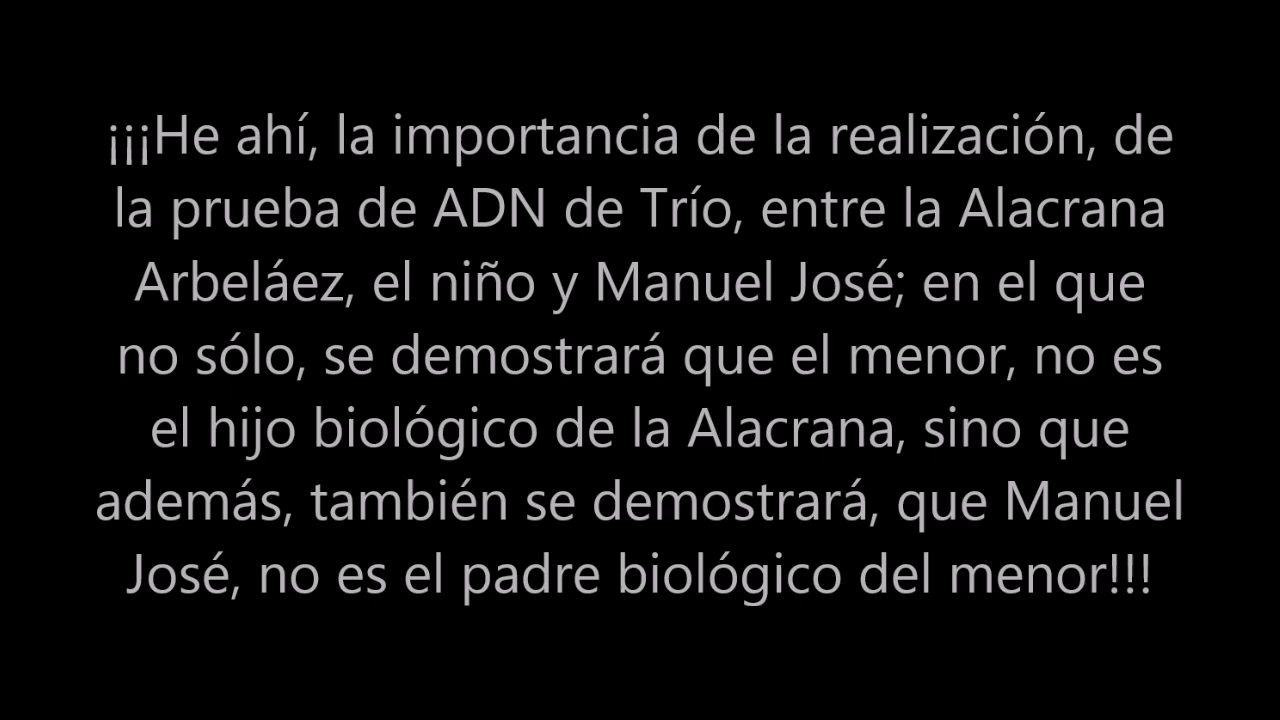 ¡¡¡He ahí, la importancia de la realización, de
la prueba de ADN de Trío, entre la Alacrana
Arbeláez, el niño y Manuel José; en el que
no sólo, se demostrará que el menor, no es
el hijo biológico de la Alacrana, sino que
además, también se demostrará, que Manuel
José, no es el padre biológico del menor!!!